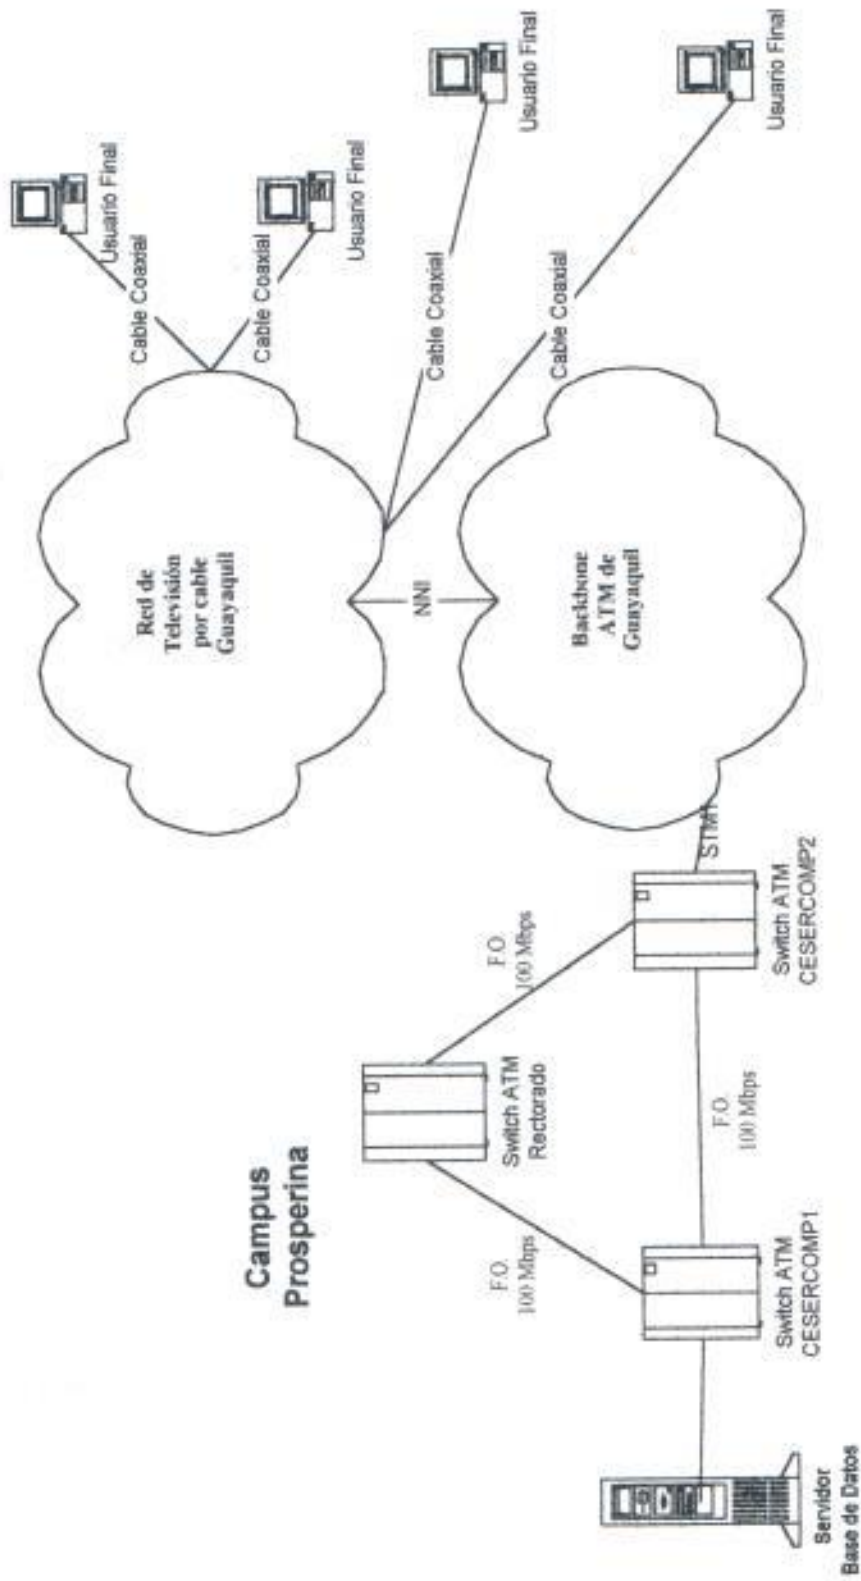 Campus
Prosperina
Servidor
Base de Datos
Switch ATM
CESERCOMP1
F.O.
100 Mbps
Switch ATM
Rectorado
F.O.
100 Mbps
F.O.
100 Mbps
Switch ATM
CESERCOMP2
STM1
Red de
Televisión
por cable
Guayaquil
NNI
Backbone
ATM de
Guayaquil
Cable Coaxial
Usuario Final
Cable Coaxial
Usuario Final
Cable Coaxial
Usuario Final
Cable Coaxial
Usuario Final